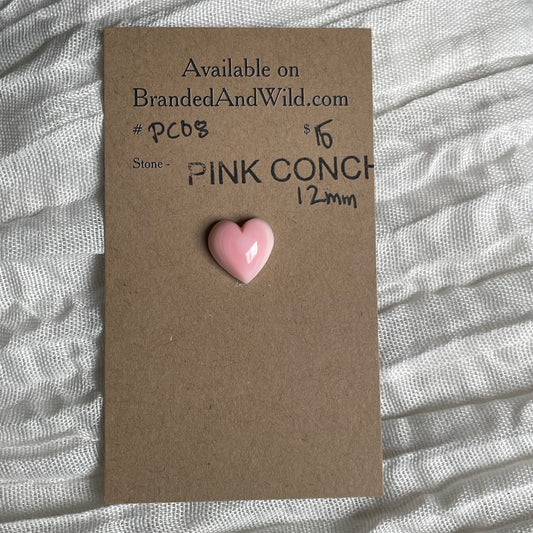 Available on
BrandedAndWild.com
# PC08 $15
Stone - PINK CONCH
12mm